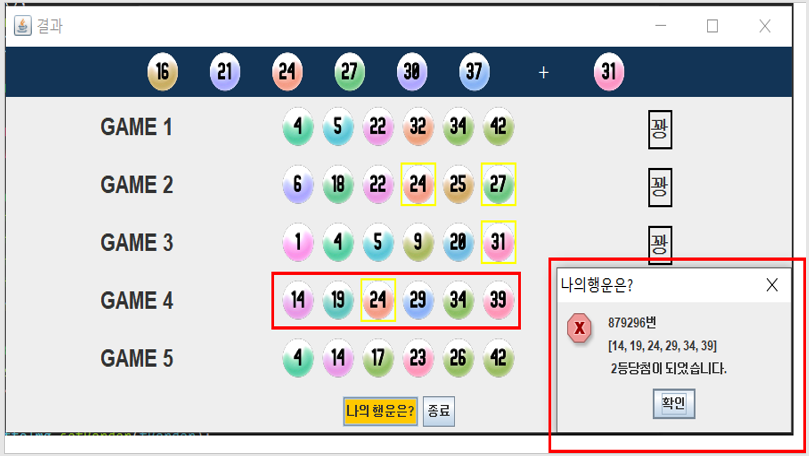 결과
16 21 24 27 30 37 + 31
GAME 1 4 5 22 32 34 42 꽝
GAME 2 6 18 22 24 25 27 꽝
GAME 3 1 4 5 9 20 31 꽝
GAME 4 14 19 24 29 34 39
GAME 5 4 14 17 23 26 42
나의행운은? 종료
나의행운은?
879296번
[14, 19, 24, 29, 34, 39]
2등당첨이 되었습니다.
확인